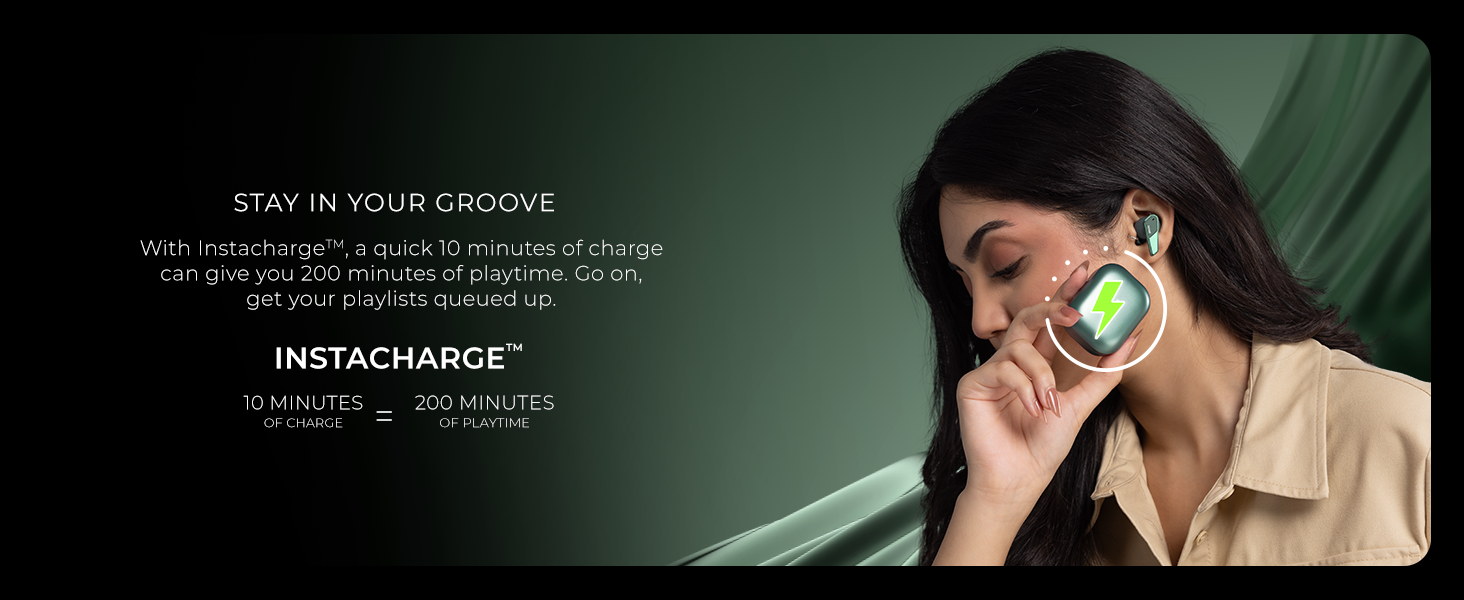 STAY IN YOUR GROOVE
With Instacharge™, a quick 10 minutes of charge
can give you 200 minutes of playtime. Go on,
get your playlists queued up.
INSTACHARGE™
10 MINUTES = 200 MINUTES
OF CHARGE OF PLAYTIME